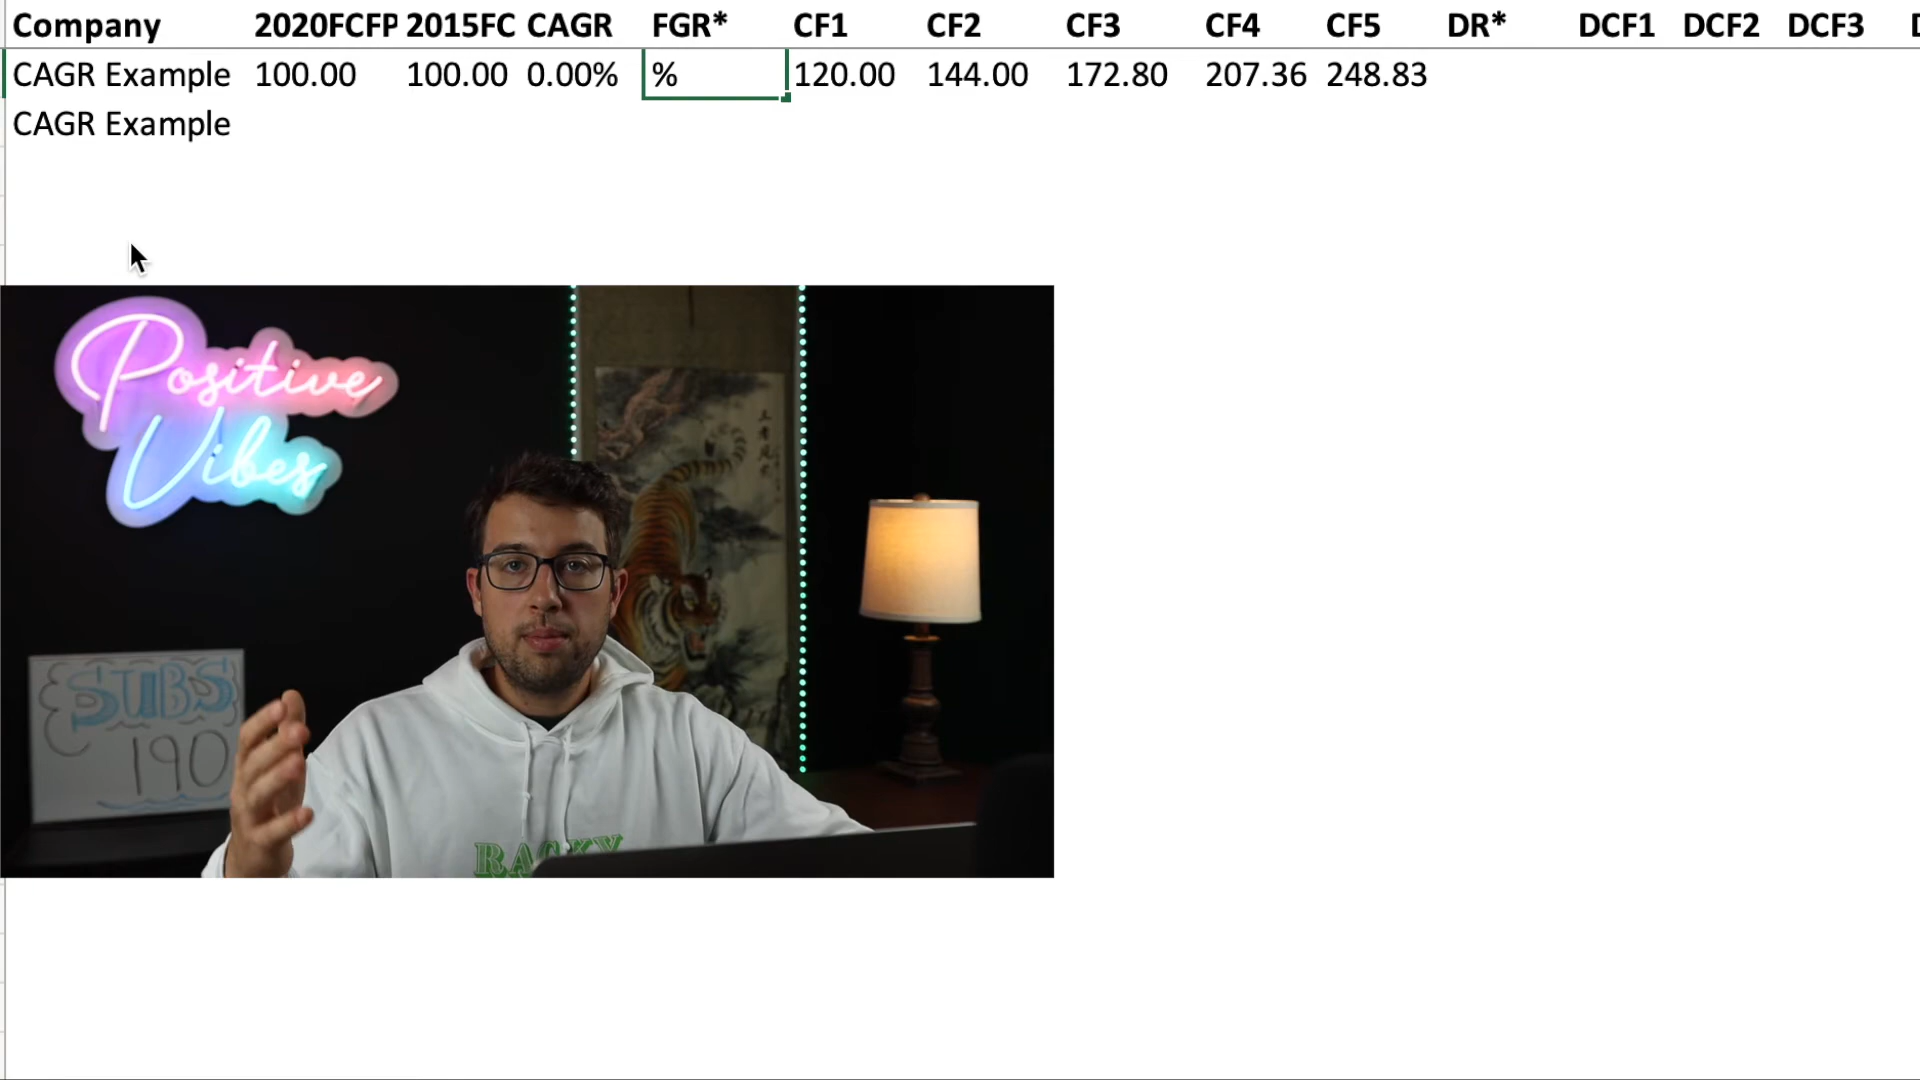 Company 2020FCFP 2015FC CAGR FGR* CF1 CF2 CF3 CF4 CF5 DR* DCF1 DCF2 DCF3
CAGR Example 100.00 100.00 0.00% % 120.00 144.00 172.80 207.36 248.83
CAGR Example
Positive
Vibes
SUBS
190